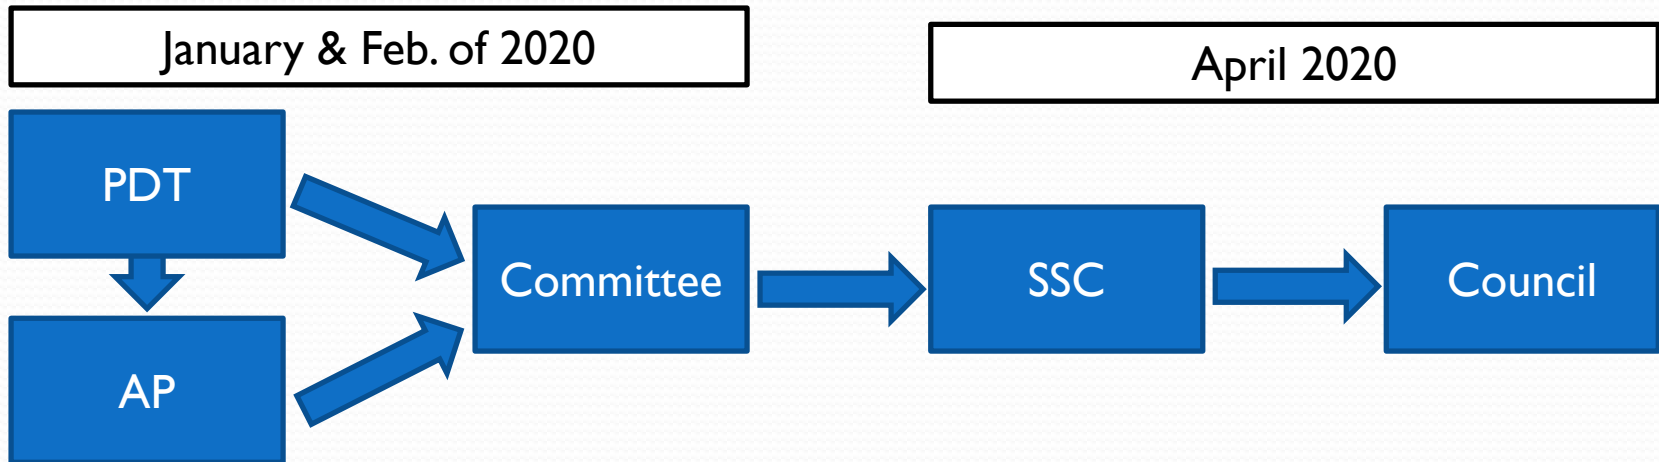 January & Feb. of 2020
April 2020
PDT
Committee
SSC
Council
AP